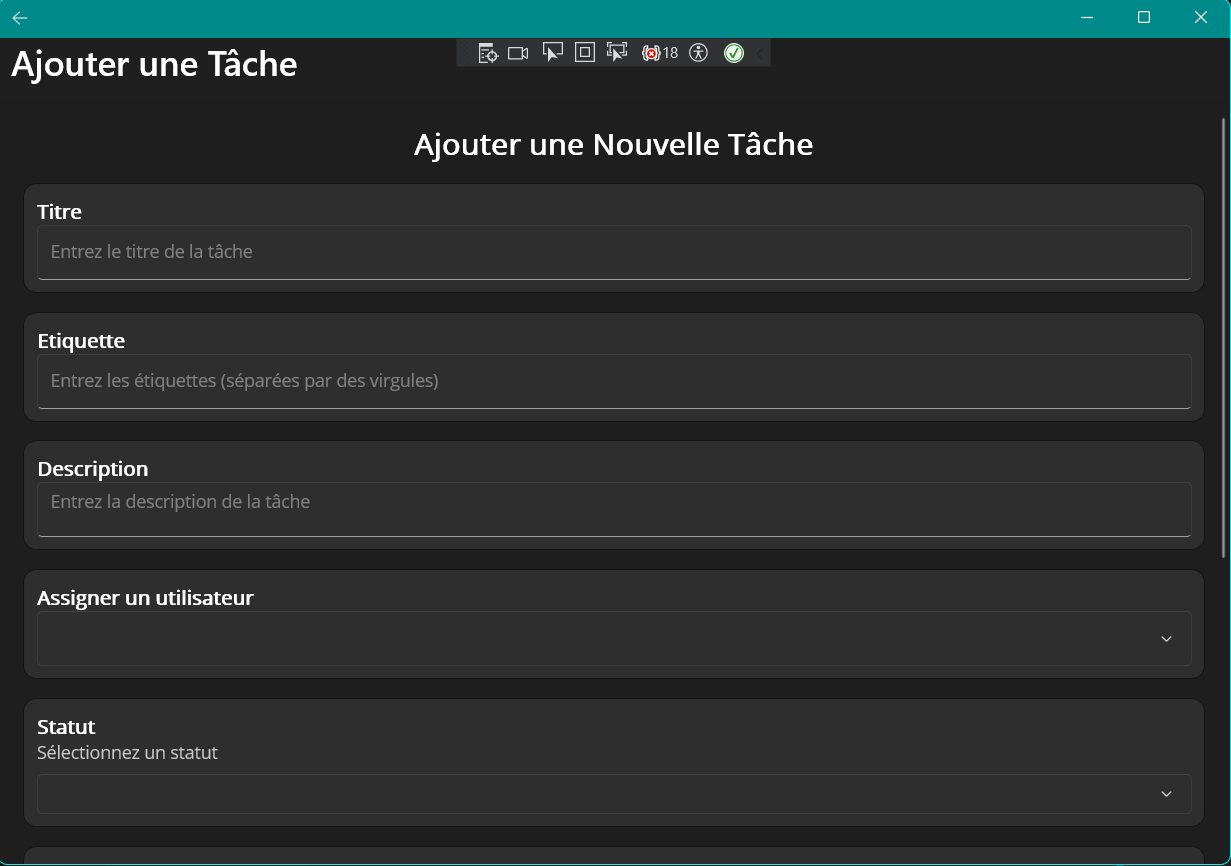 18
Ajouter une Tâche
Ajouter une Nouvelle Tâche
Titre
Entrez le titre de la tâche
Etiquette
Entrez les étiquettes (séparées par des virgules)
Description
Entrez la description de la tâche
Assigner un utilisateur
Statut
Sélectionnez un statut